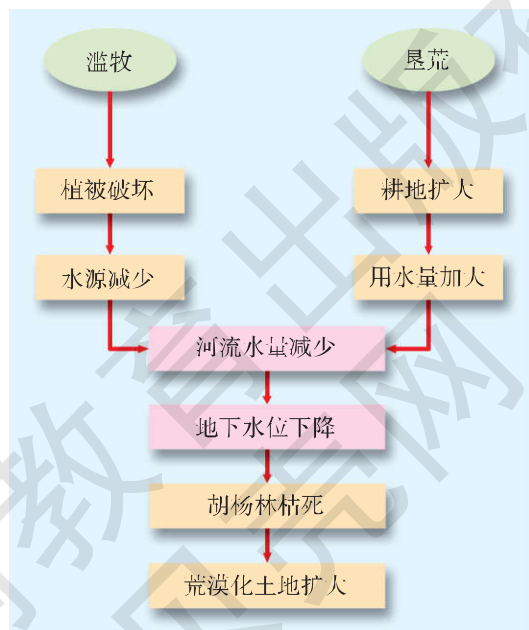 滥牧
垦荒
植被破坏
耕地扩大
水源减少
用水量加大
河流水量减少
地下水位下降
胡杨林枯死
荒漠化土地扩大